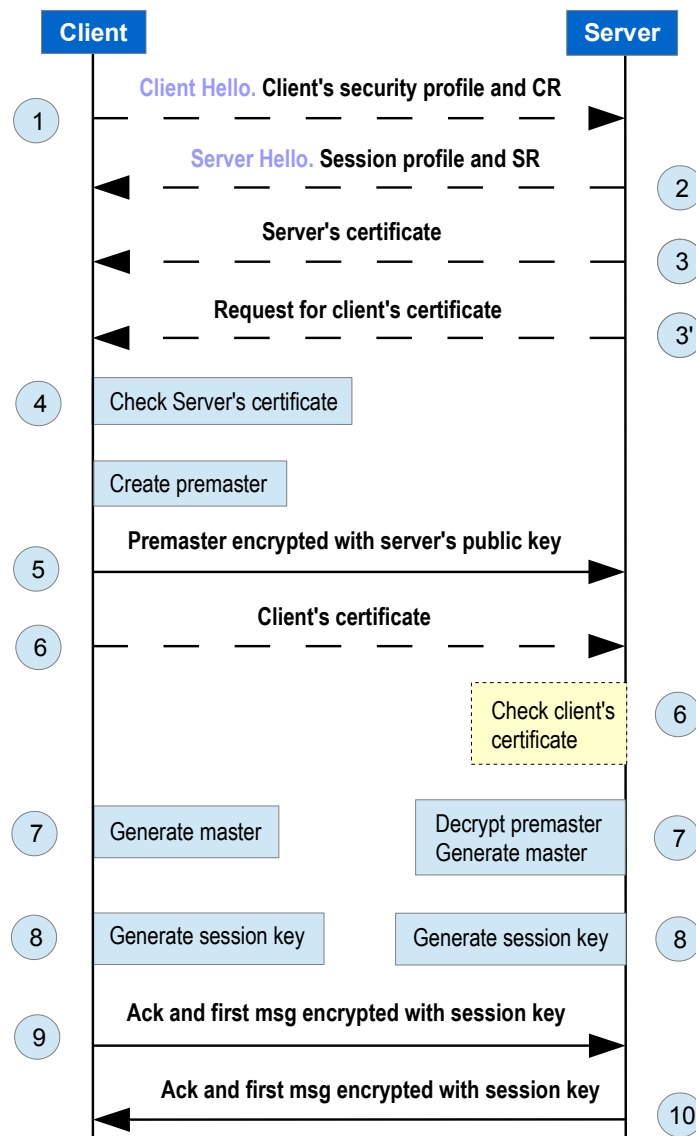 Client
Server
Client Hello. Client's security profile and CR
1
Server Hello. Session profile and SR
2
Server's certificate
3
Request for client's certificate
3'
4
Check Server's certificate
Create premaster
Premaster encrypted with server's public key
5
Client's certificate
6
Check client's
certificate
6
7
Generate master
Decrypt premaster
Generate master
7
8
Generate session key
Generate session key
8
Ack and first msg encrypted with session key
9
Ack and first msg encrypted with session key
10